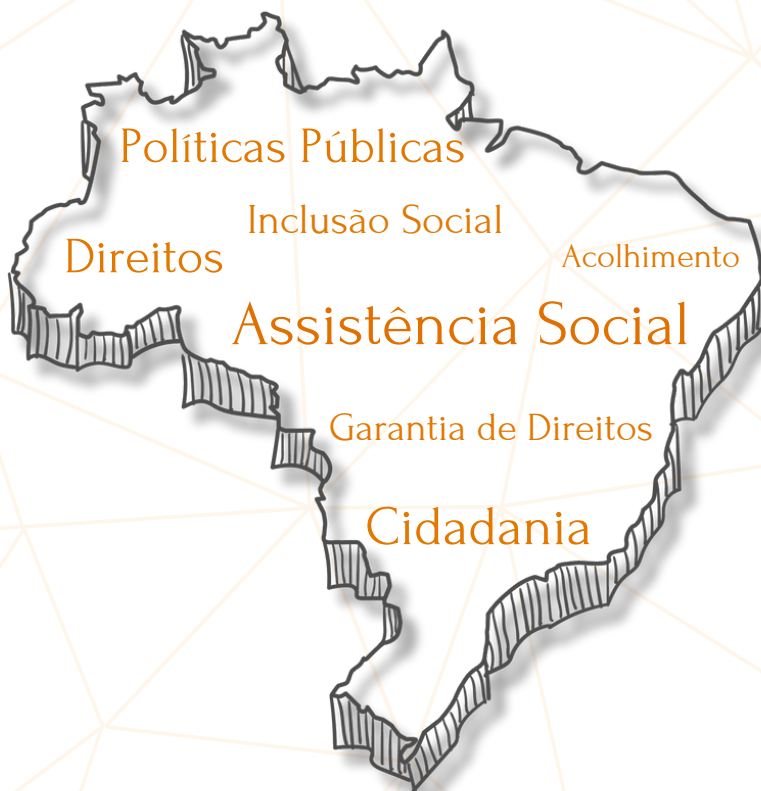 Políticas Públicas
Inclusão Social
Direitos
Acolhimento
Assistência Social
Garantia de Direitos
Cidadania